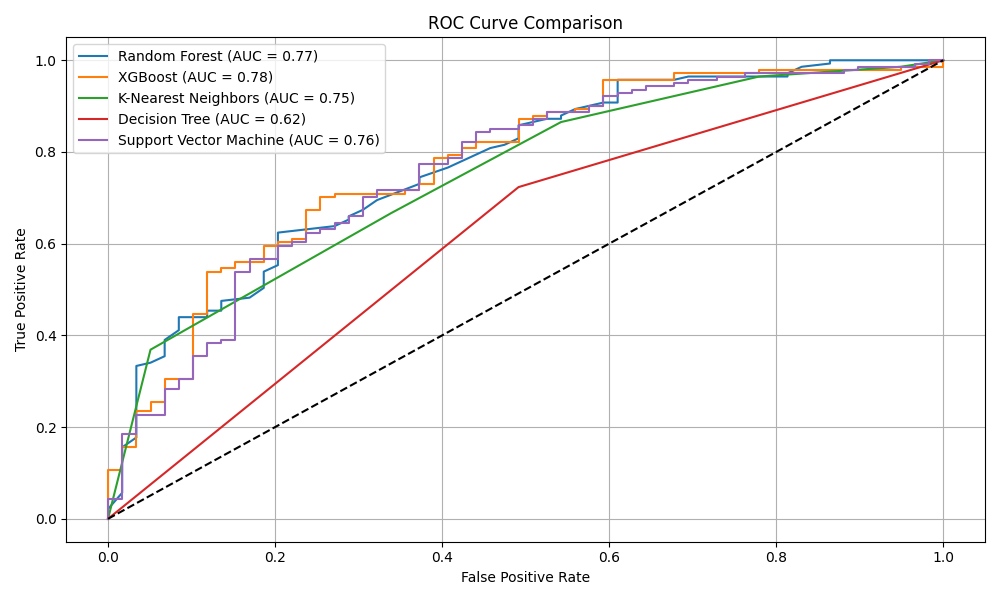 ROC Curve Comparison
Random Forest (AUC = 0.77)
XGBoost (AUC = 0.78)
K-Nearest Neighbors (AUC = 0.75)
Decision Tree (AUC = 0.62)
Support Vector Machine (AUC = 0.76)
True Positive Rate
1.0
0.8
0.6
0.4
0.2
0.0
0.0 0.2 0.4 0.6 0.8 1.0
False Positive Rate